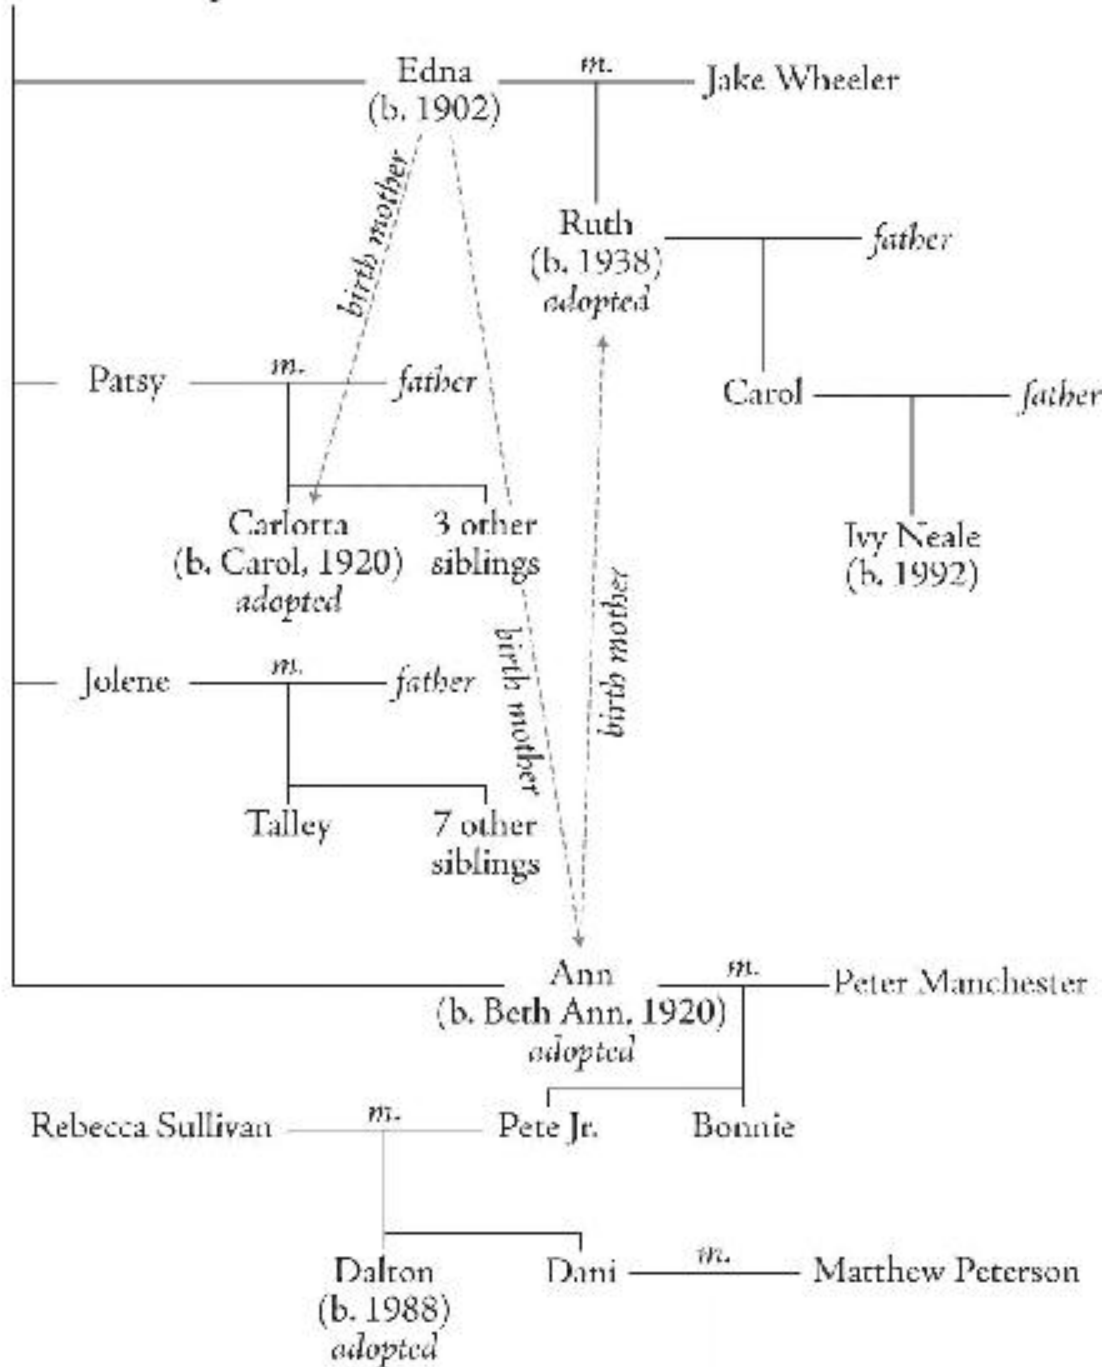 Edna m. Jake Wheeler
(b. 1902)
birth mother
Ruth father
(b. 1938)
adopted
Patsy m. father
Carol father
Carlotta 3 other
(b. Carol, 1920) siblings
adopted
Ivy Neale
(b. 1992)
birth mother
birth mother
Jolene m. father
Talley 7 other
siblings
Ann m. Peter Manchester
(b. Beth Ann, 1920)
adopted
Rebecca Sullivan m. Pete Jr. Bonnie
Dalton Dani m. Matthew Peterson
(b. 1988)
adopted